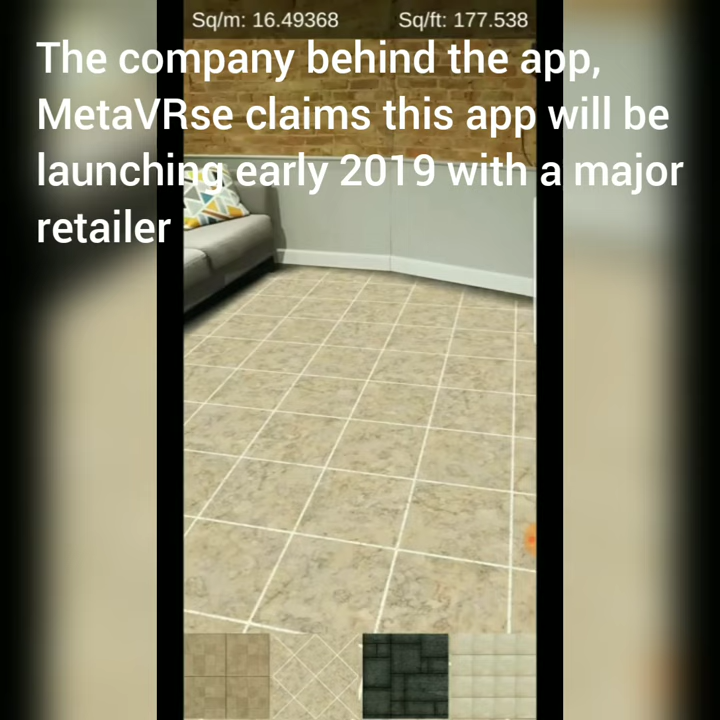 Sq/m: 16.49368 Sq/ft: 177.538
The company behind the app,
MetaVRse claims this app will be
launching early 2019 with a major
retailer